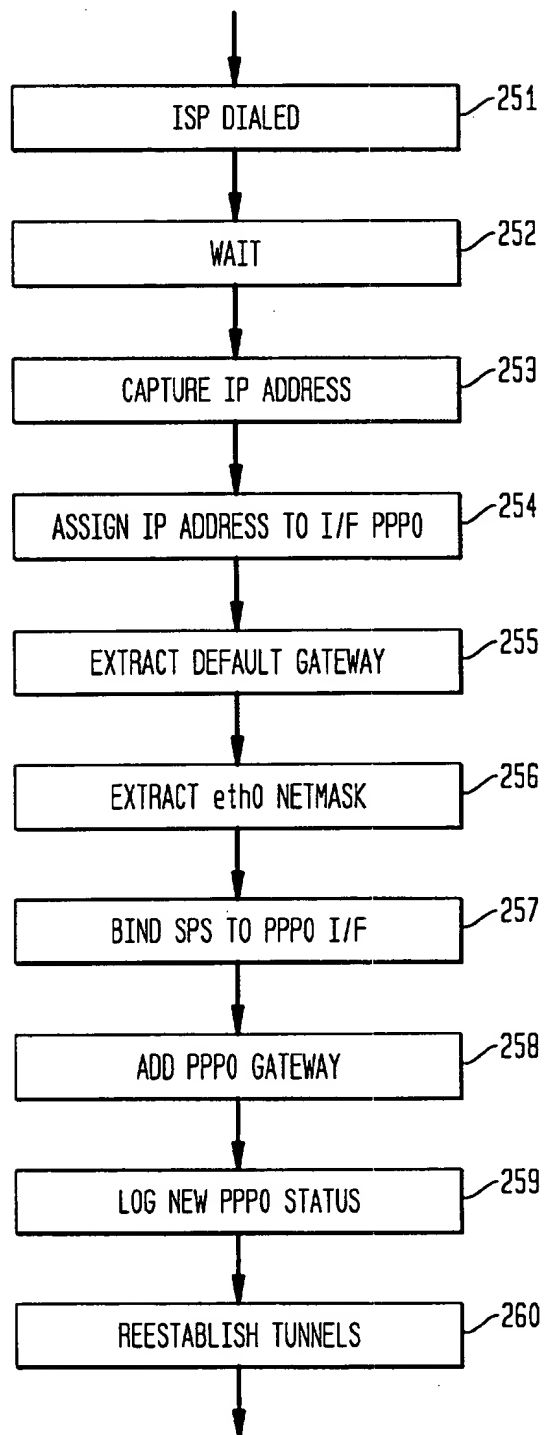 ISP DIALED
251
WAIT
252
CAPTURE IP ADDRESS
253
ASSIGN IP ADDRESS TO I/F PPP0
254
EXTRACT DEFAULT GATEWAY
255
EXTRACT eth0 NETMASK
256
BIND SPS TO PPP0 I/F
257
ADD PPP0 GATEWAY
258
LOG NEW PPP0 STATUS
259
REESTABLISH TUNNELS
260